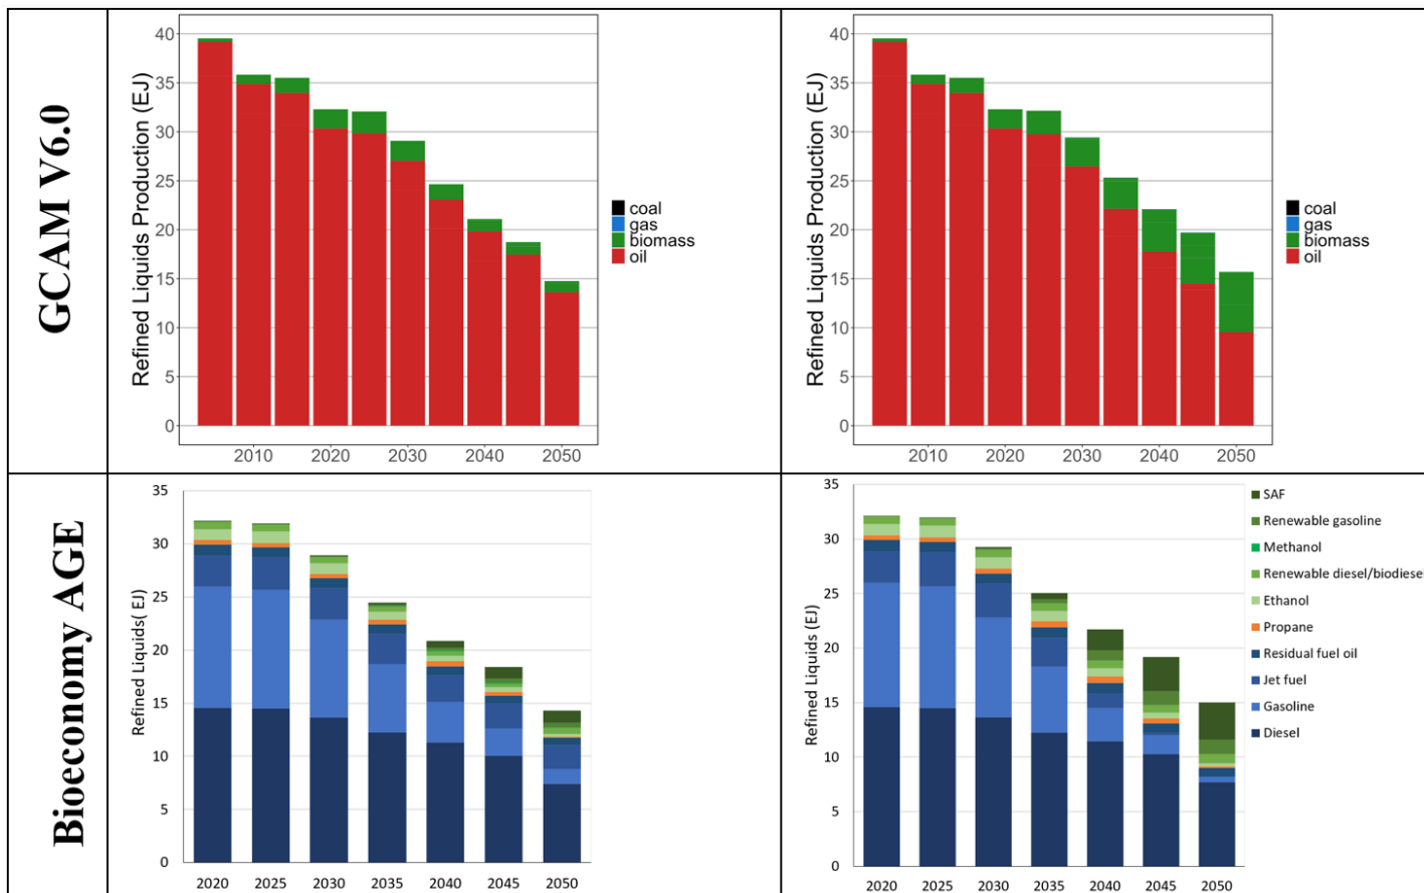 GCAM V6.0
Refined Liquids Production (EJ)
40
35
30
25
20
15
10
5
0
2010 2020 2030 2040 2050
coal
gas
biomass
oil
Refined Liquids Production (EJ)
40
35
30
25
20
15
10
5
0
2010 2020 2030 2040 2050
coal
gas
biomass
oil
Bioeconomy AGE
Refined Liquids( EJ)
35
30
25
20
15
10
5
0
2020 2025 2030 2035 2040 2045 2050
Refined Liquids (EJ)
35
30
25
20
15
10
5
0
2020 2025 2030 2035 2040 2045 2050
SAF
Renewable gasoline
Methanol
Renewable diesel/biodiesel
Ethanol
Propane
Residual fuel oil
Jet fuel
Gasoline
Diesel